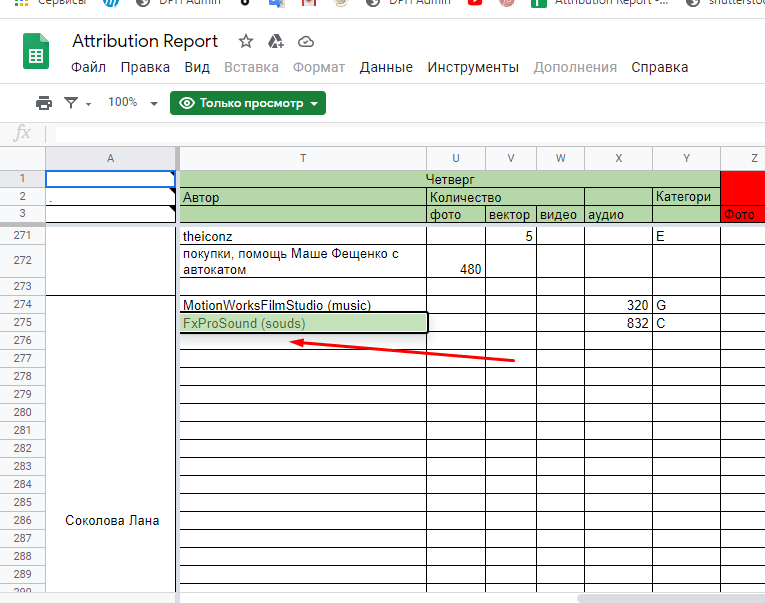 Сервисы DPH Admin DPH Admin Attribution Report -... shutterstoc
Attribution Report
Файл Правка Вид Вставка Формат Данные Инструменты Дополнения Справка
100% Только просмотр
fx
A T U V W X Y Z
1 Четверг
2 . Автор Количество Категори
3 фото вектор видео аудио Фото
271 theiconz 5 E
272 покупки, помощь Маше Фещенко с
автокатом 480
273
274 MotionWorksFilmStudio (music) 320 G
275 FxProSound (souds) 832 C
276
277
278
279
280
281
282
283
284
285
286 Соколова Лана
287
288
289
290